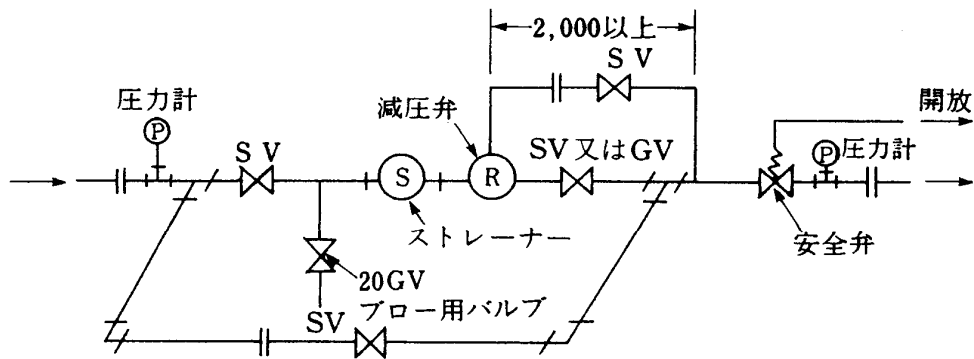 2,000以上
S V
圧力計
P
減圧弁
開放
S V
SV又はGV
P
圧力計
S
R
ストレーナー
安全弁
20GV
SV
ブロー用バルブ